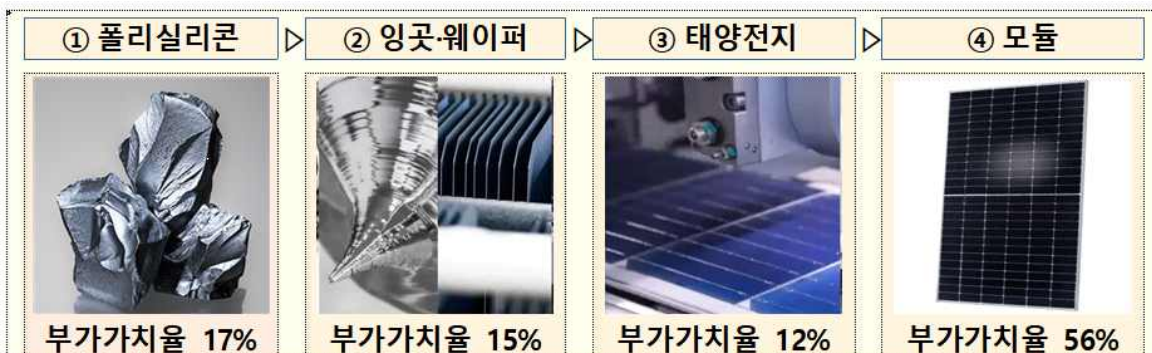 ① 폴리실리콘 ▷ ② 잉곳·웨이퍼 ▷ ③ 태양전지 ▷ ④ 모듈
부가가치율 17% 부가가치율 15% 부가가치율 12% 부가가치율 56%